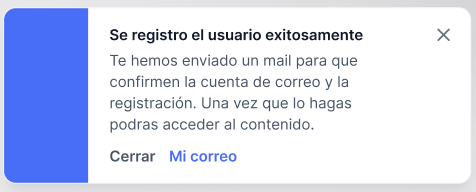 Se registro el usuario exitosamente
Te hemos enviado un mail para que
confirmen la cuenta de correo y la
registración. Una vez que lo hagas
podras acceder al contenido.
Cerrar Mi correo